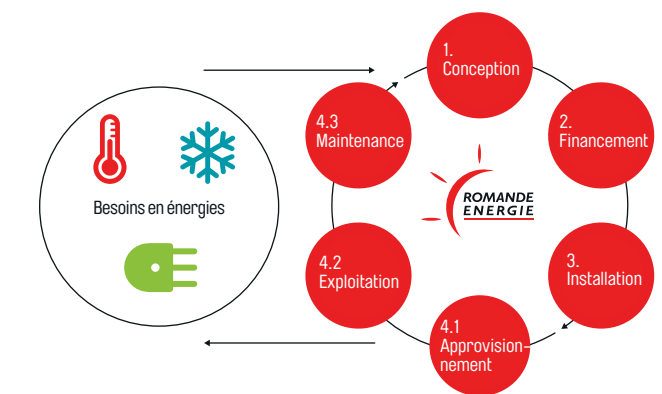 Besoins en énergies
1.
Conception
2.
Financement
3.
Installation
4.1
Approvision-
nement
4.2
Exploitation
4.3
Maintenance
ROMANDE
ENERGIE